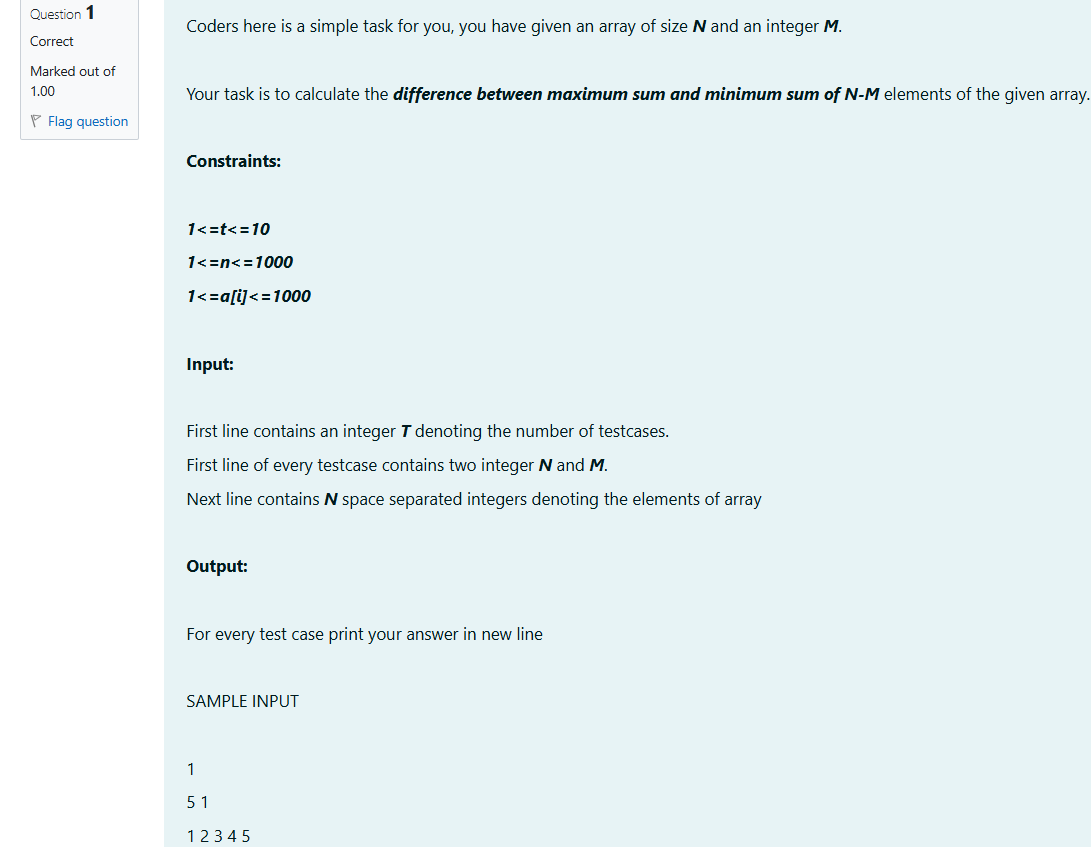 Question 1
Correct
Marked out of
1.00
Flag question
Coders here is a simple task for you, you have given an array of size N and an integer M.
Your task is to calculate the difference between maximum sum and minimum sum of N-M elements of the given array.
Constraints:
1<=t<=10
1<=n<=1000
1<=a[i]<=1000
Input:
First line contains an integer T denoting the number of testcases.
First line of every testcase contains two integer N and M.
Next line contains N space separated integers denoting the elements of array
Output:
For every test case print your answer in new line
SAMPLE INPUT
1
5 1
1 2 3 4 5